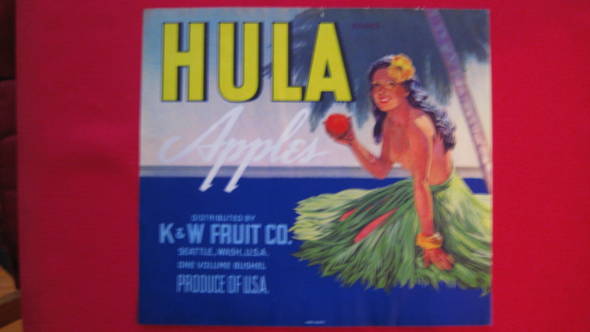 HULA
Apples
DISTRIBUTED BY
K & W FRUIT CO.
SEATTLE, WASH., U.S.A.
ONE VOLUME BUSHEL
PRODUCE OF U.S.A.